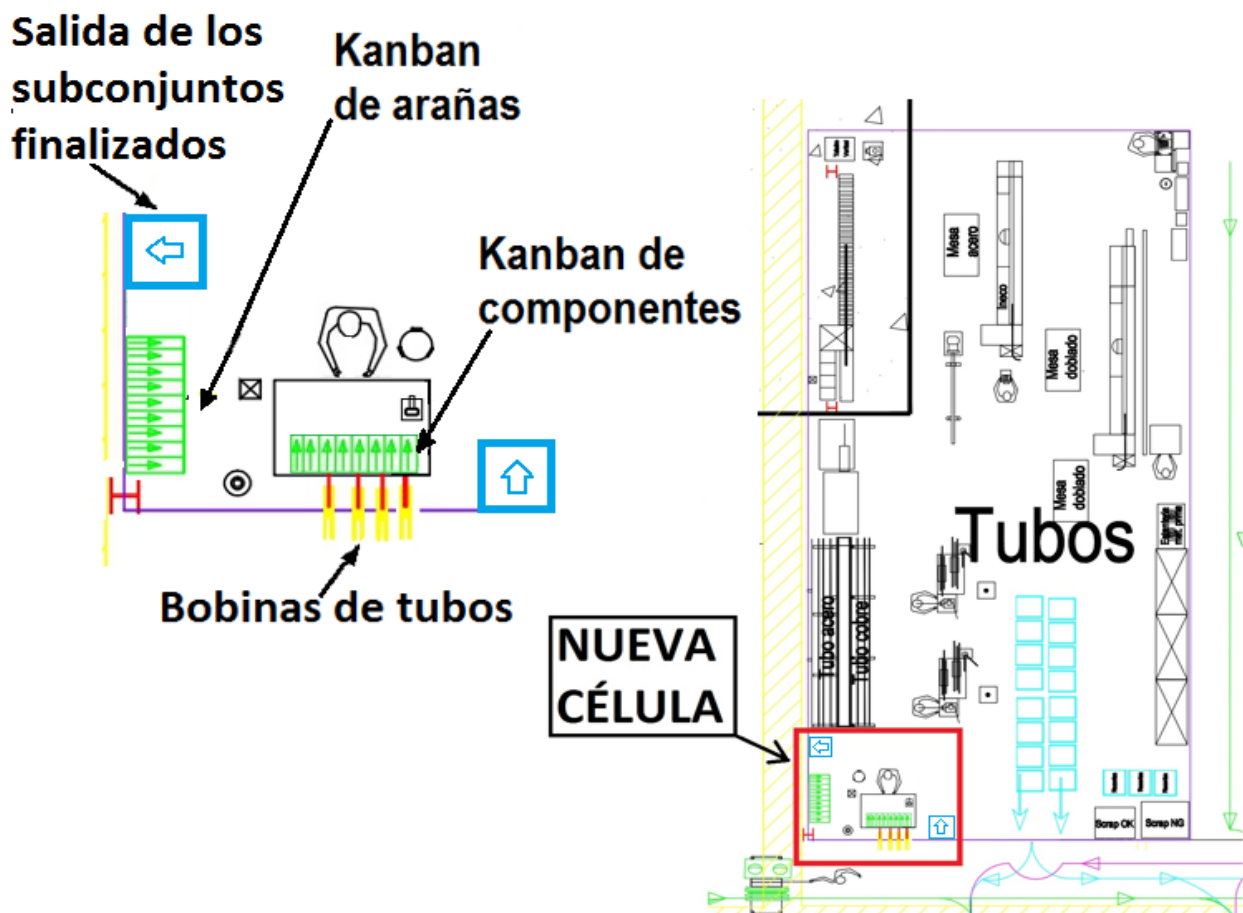 Salida de los
subconjuntos
finalizados
Kanban
de arañas
Kanban de
componentes
Bobinas de tubos
NUEVA
CÉLULA
Mesa
acero
Ineco
Mesa
doblado
Mesa
doblado
Tubos
Tubo acero
Tubo cobre
Scrap OK
Scrap NG